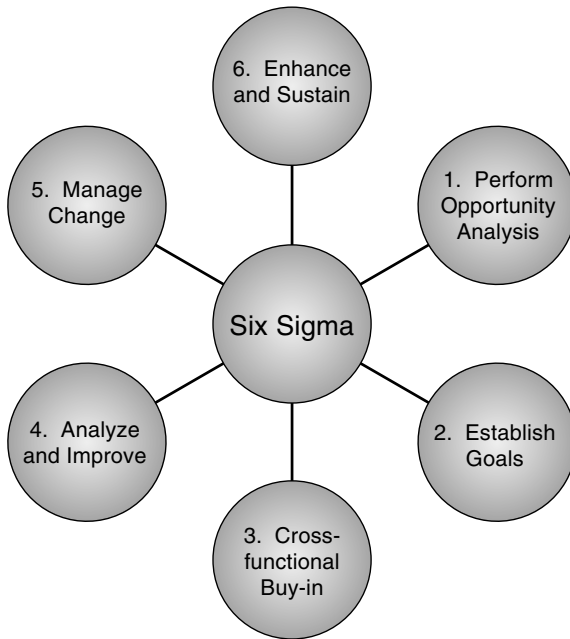 6. Enhance
and Sustain
5. Manage
Change
1. Perform
Opportunity
Analysis
Six Sigma
4. Analyze
and Improve
2. Establish
Goals
3. Cross-
functional
Buy-in